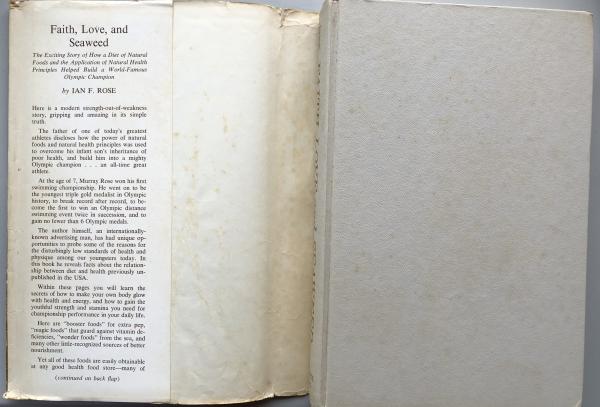 Faith, Love, and
Seaweed
The Exciting Story of How a Diet of Natural
Foods and the Application of Natural Health
Principles Helped Build a World-Famous
Olympic Champion
by IAN F. ROSE
Here is a modern strength-out-of-weakness
story, gripping and amazing in its simple
truth.
The father of one of today's greatest
athletes discloses how the power of natural
foods and natural health principles was used
to overcome his infant son's inheritance of
poor health, and build him into a mighty
Olympic champion . . . an all-time great
athlete.
At the age of 7, Murray Rose won his first
swimming championship. He went on to be
the youngest triple gold medalist in Olympic
history, to break record after record, to be-
come the first to win an Olympic distance
swimming event twice in succession, and to
gain no fewer than 6 Olympic medals.
The author himself, an internationally-
known advertising man, has had unique op-
portunities to probe some of the reasons for
the disturbingly low standards of health and
physique among our youngsters today. In
this book he reveals facts about the relation-
ship between diet and health previously un-
published in the USA.
Within these pages you will learn the
secrets of how to make your own body glow
with health and energy, and how to gain the
youthful strength and stamina you need for
championship performance in your daily life.
Here are "booster foods" for extra pep,
"magic foods" that guard against vitamin de-
ficiencies, "wonder foods" from the sea, and
many other little-recognized sources of better
nourishment.
Yet all of these foods are easily obtainable
at any good health food store—many of
(continued on back flap)